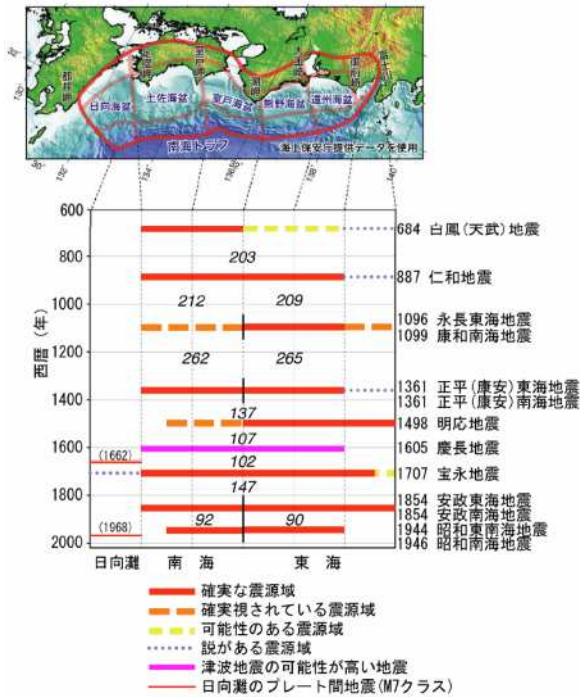 都井岬
足摺岬
室戸岬
潮岬
大王崎
御前崎
富士川
日向海盆
土佐海盆
室戸海盆
熊野海盆
遠州海盆
南海トラフ
海上保安庁提供データを使用
132°
134°
136°
138°
140°
西暦(年)
600
684 白鳳(天武)地震
203
800
887 仁和地震
212
209
1000
1096 永長東海地震
1099 康和南海地震
262
265
1200
1361 正平(康安)東海地震
1361 正平(康安)南海地震
1400
137
1498 明応地震
107
1605 慶長地震
1600
(1662)
102
1707 宝永地震
147
1800
1854 安政東海地震
1854 安政南海地震
92
90
(1968)
1944 昭和東南海地震
1946 昭和南海地震
2000
日向灘 南 海 東 海
確実な震源域
確実視されている震源域
可能性のある震源域
説がある震源域
津波地震の可能性が高い地震
日向灘のプレート間地震(M7クラス)